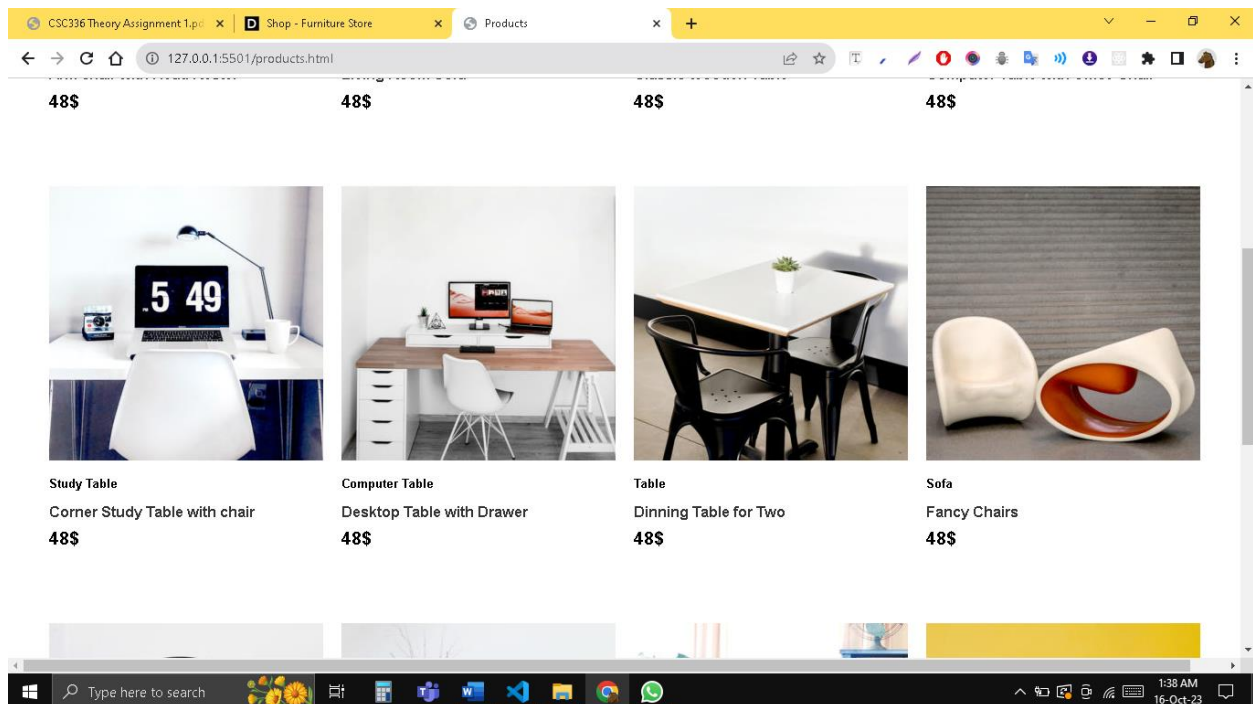 CSC336 Theory Assignment 1.pd
Shop - Furniture Store
Products
127.0.0.1:5501/products.html
48$ 48$ 48$ 48$
5 49
Study Table Computer Table Table Sofa
Corner Study Table with chair Desktop Table with Drawer Dinning Table for Two Fancy Chairs
48$ 48$ 48$ 48$
Type here to search
1:38 AM
16-Oct-23